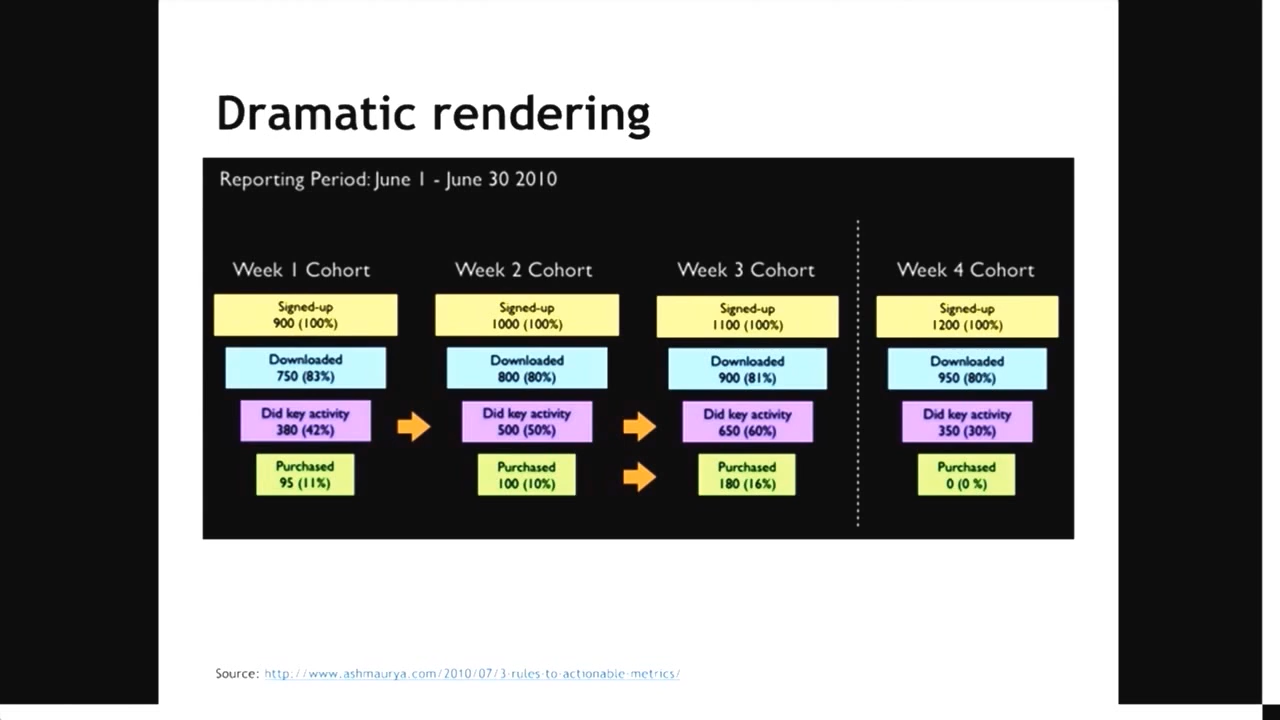 Dramatic rendering
Reporting Period: June 1 - June 30 2010
Week 1 Cohort
Signed-up
900 (100%)
Downloaded
750 (83%)
Did key activity
380 (42%)
Purchased
95 (11%)
Week 2 Cohort
Signed-up
1000 (100%)
Downloaded
800 (80%)
Did key activity
500 (50%)
Purchased
100 (10%)
Week 3 Cohort
Signed-up
1100 (100%)
Downloaded
900 (81%)
Did key activity
650 (60%)
Purchased
180 (16%)
Week 4 Cohort
Signed-up
1200 (100%)
Downloaded
950 (80%)
Did key activity
350 (30%)
Purchased
0 (0 %)
Source: http://www.ashmaurya.com/2010/07/3-rules-to-actionable-metrics/